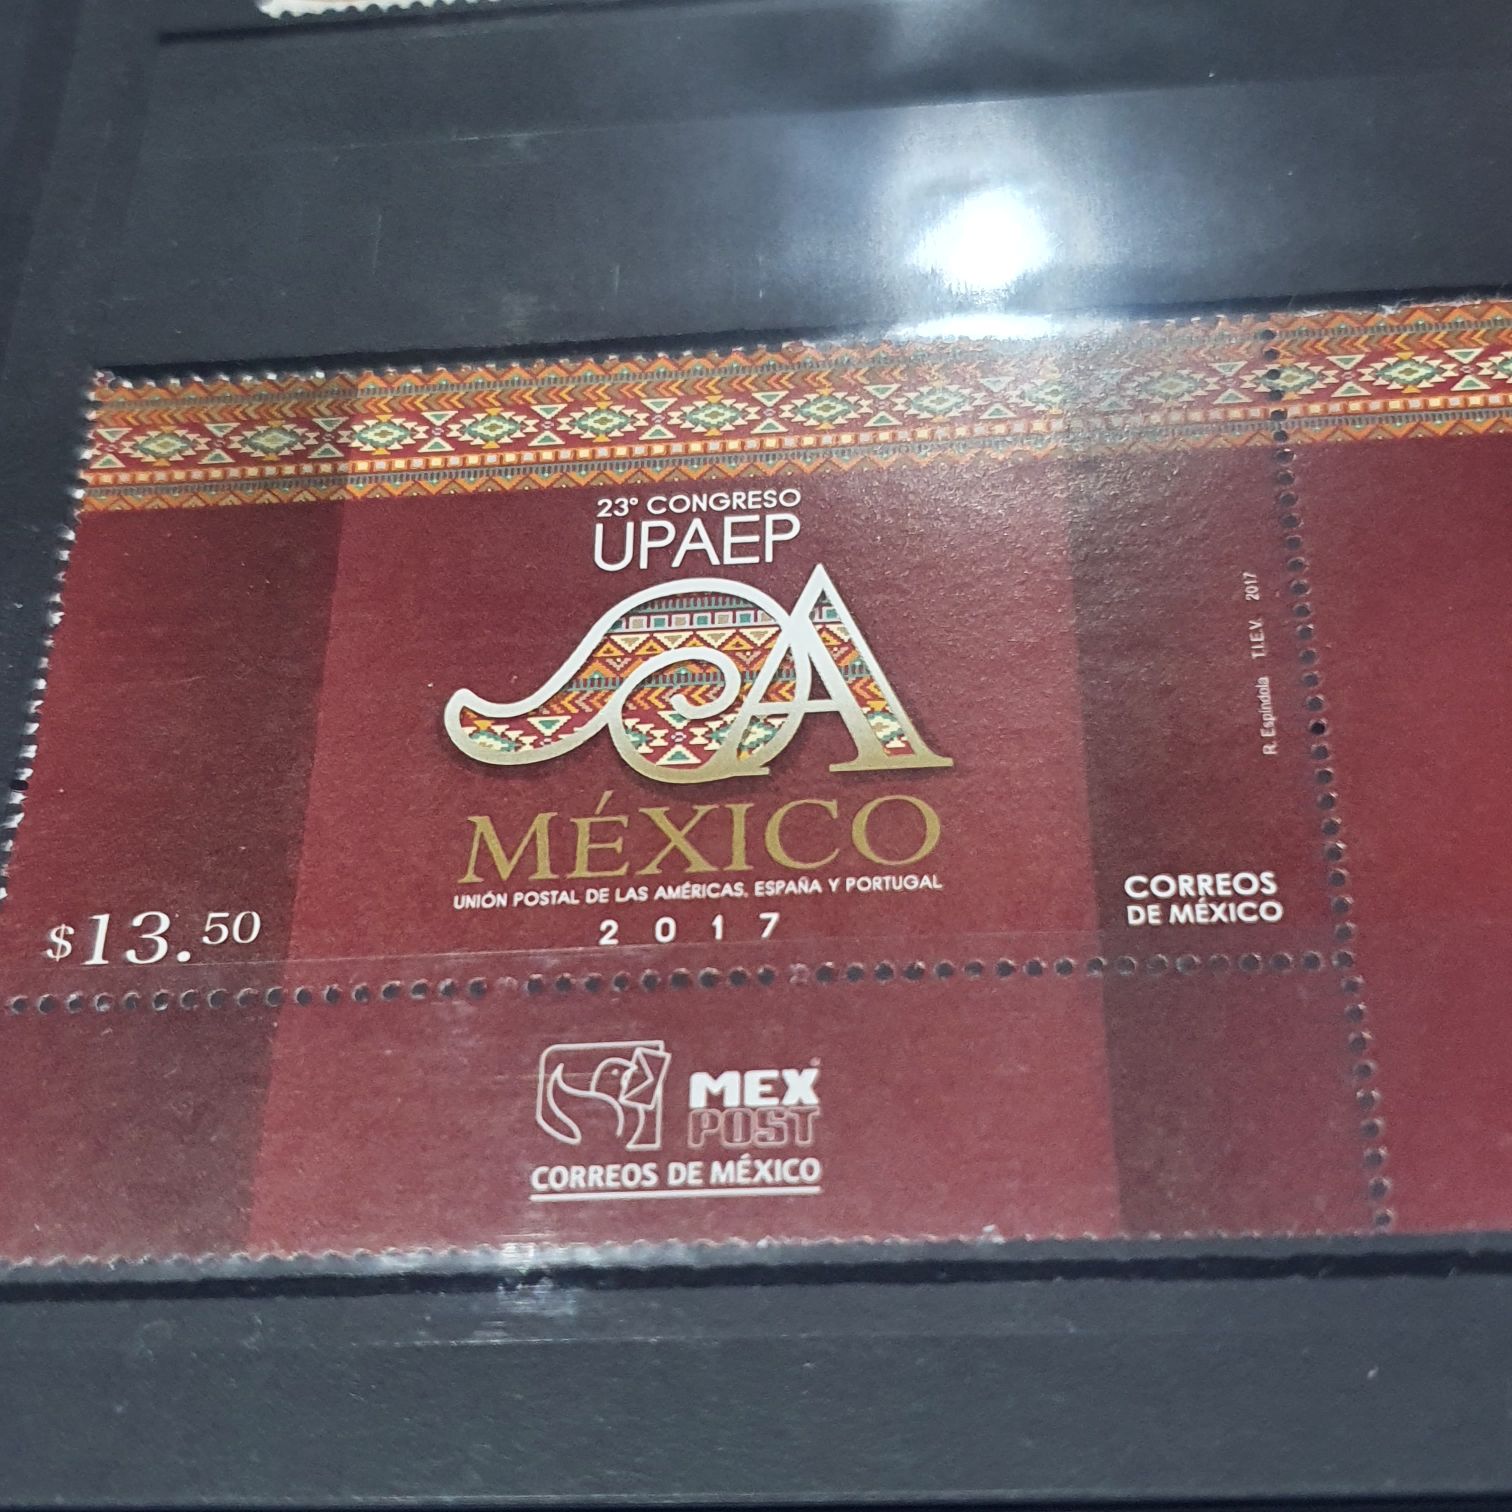 23° CONGRESO
UPAEP
MÉXICO
UNIÓN POSTAL DE LAS AMÉRICAS, ESPAÑA Y PORTUGAL
2017
$13.50
CORREOS
DE MÉXICO
R. Espíndola T.I.E.V. 2017
MEX
POST
CORREOS DE MÉXICO